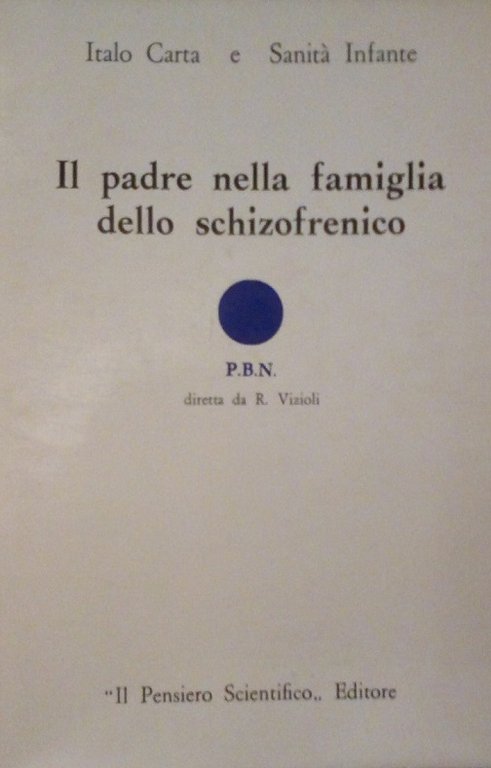 Italo Carta e Sanità Infante
Il padre nella famiglia
dello schizofrenico
P.B.N.
diretta da R. Vizioli
“Il Pensiero Scientifico„ Editore